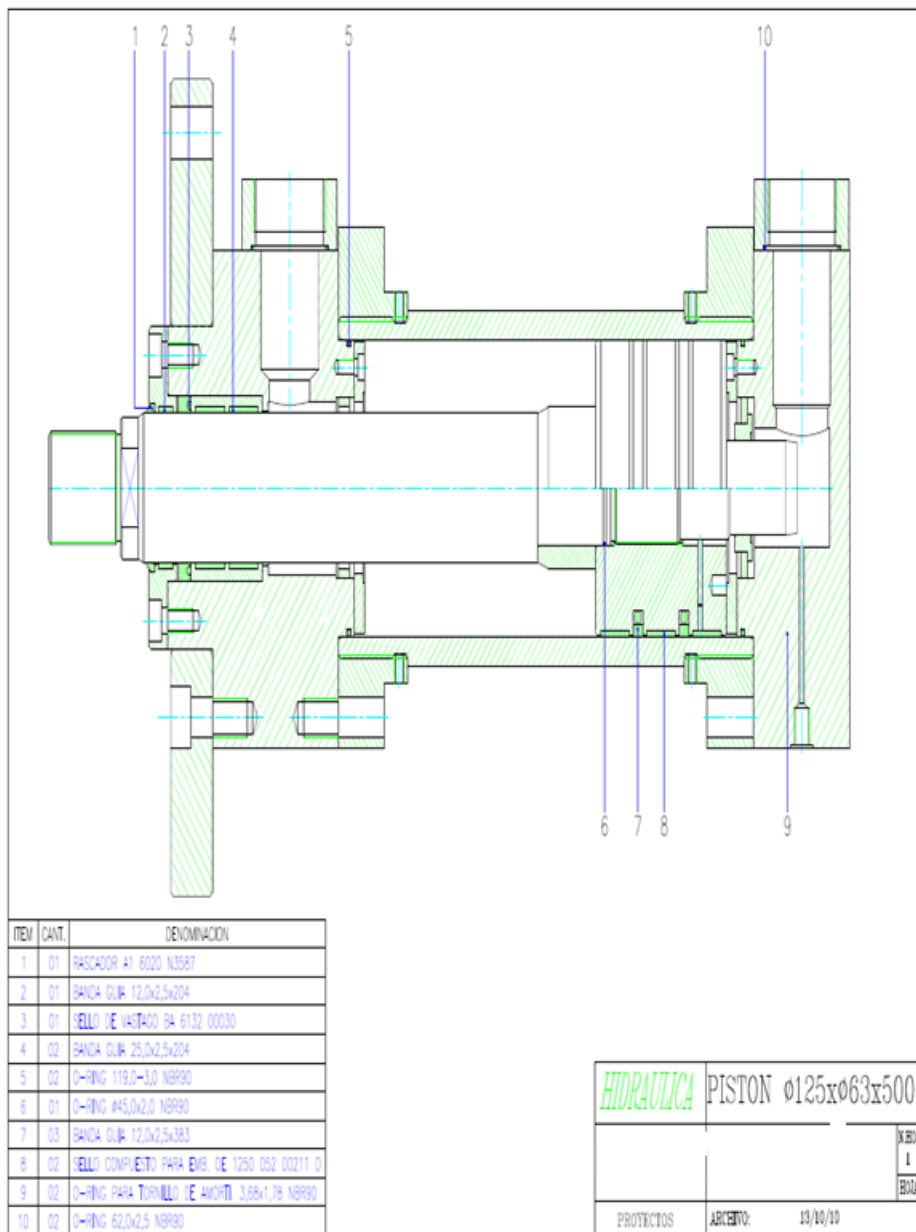 1 2 3 4 5 10
6 7 8 9
ITEM CANT. DENOMINACION
1 01 RASCADOR A1 6020 N3587
2 01 BANDA GUIA 12,0x2,5x204
3 01 SELLO DE VASTAGO BA 6132 00030
4 02 BANDA GUIA 25,0x2,5x204
5 02 O-RING 119,0-3,0 NBR90
6 01 O-RING ø45,0x2,0 NBR90
7 03 BANDA GUIA 12,0x2,5x383
8 02 SELLO COMPUESTO PARA EMB. OE 1250 052 00211 D
9 02 O-RING PARA TORNILLO DE AMORTI. 3,68x1,78 NBR90
10 02 O-RING 62,0x2,5 NBR90
HIDRAULICA PISTON ø125xø63x500
1
PROYECTOS ARCHIVO: 13/10/10